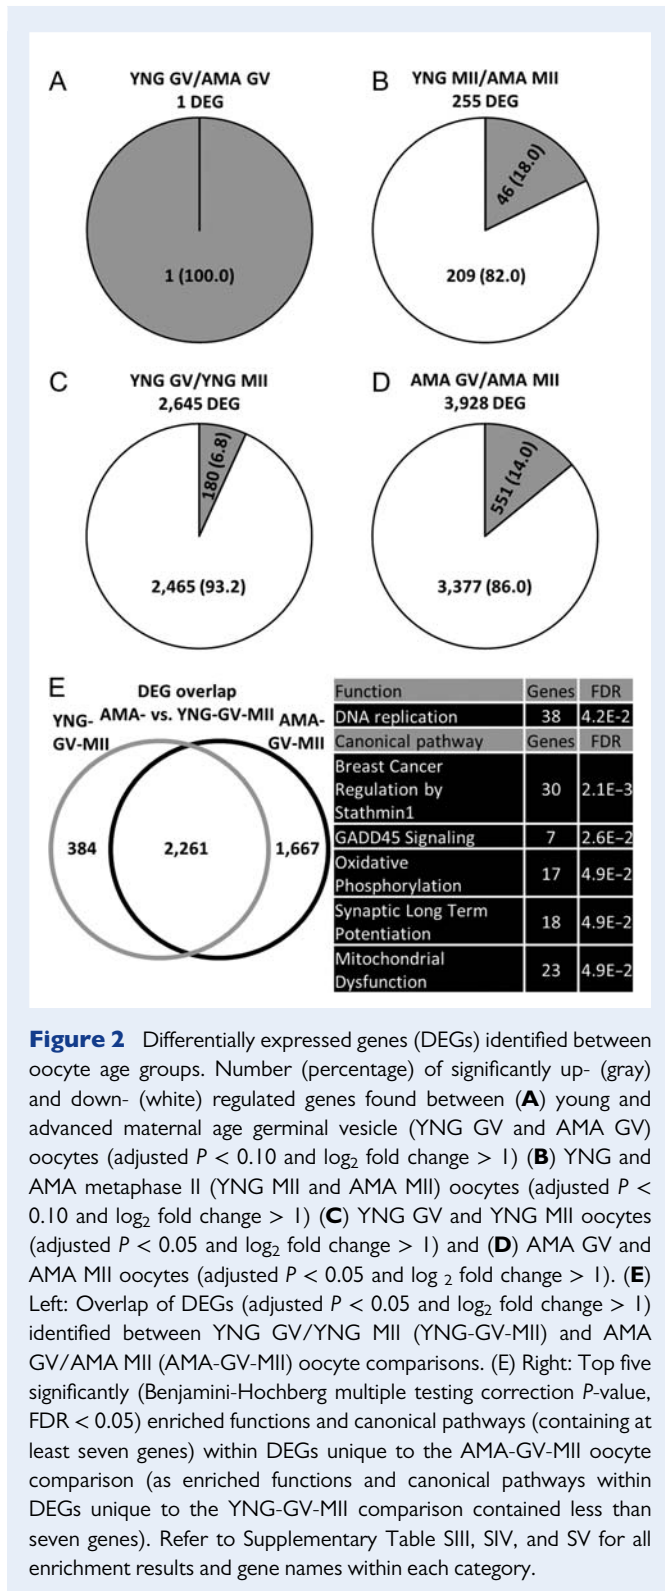 A
YNG GV/AMA GV
1 DEG
1 (100.0)
B
YNG MII/AMA MII
255 DEG
46 (18.0)
209 (82.0)
C
YNG GV/YNG MII
2,645 DEG
180 (6.8)
2,465 (93.2)
D
AMA GV/AMA MII
3,928 DEG
551 (14.0)
3,377 (86.0)
E
DEG overlap
AMA- vs. YNG-GV-MII
YNG-
GV-MII
AMA-
GV-MII
384
2,261
1,667
Function Genes FDR
DNA replication 38 4.2E-2
Canonical pathway Genes FDR
Breast Cancer
Regulation by
Stathmin1
30 2.1E-3
GADD45 Signaling 7 2.6E-2
Oxidative
Phosphorylation
17 4.9E-2
Synaptic Long Term
Potentiation
18 4.9E-2
Mitochondrial
Dysfunction
23 4.9E-2
Figure 2 Differentially expressed genes (DEGs) identified between
oocyte age groups. Number (percentage) of significantly up- (gray)
and down- (white) regulated genes found between (A) young and
advanced maternal age germinal vesicle (YNG GV and AMA GV)
oocytes (adjusted P < 0.10 and log₂ fold change > 1) (B) YNG and
AMA metaphase II (YNG MII and AMA MII) oocytes (adjusted P <
0.10 and log₂ fold change > 1) (C) YNG GV and YNG MII oocytes
(adjusted P < 0.05 and log₂ fold change > 1) and (D) AMA GV and
AMA MII oocytes (adjusted P < 0.05 and log ₂ fold change > 1). (E)
Left: Overlap of DEGs (adjusted P < 0.05 and log₂ fold change > 1)
identified between YNG GV/YNG MII (YNG-GV-MII) and AMA
GV/AMA MII (AMA-GV-MII) oocyte comparisons. (E) Right: Top five
significantly (Benjamini-Hochberg multiple testing correction P-value,
FDR < 0.05) enriched functions and canonical pathways (containing at
least seven genes) within DEGs unique to the AMA-GV-MII oocyte
comparison (as enriched functions and canonical pathways within
DEGs unique to the YNG-GV-MII comparison contained less than
seven genes). Refer to Supplementary Table SIII, SIV, and SV for all
enrichment results and gene names within each category.